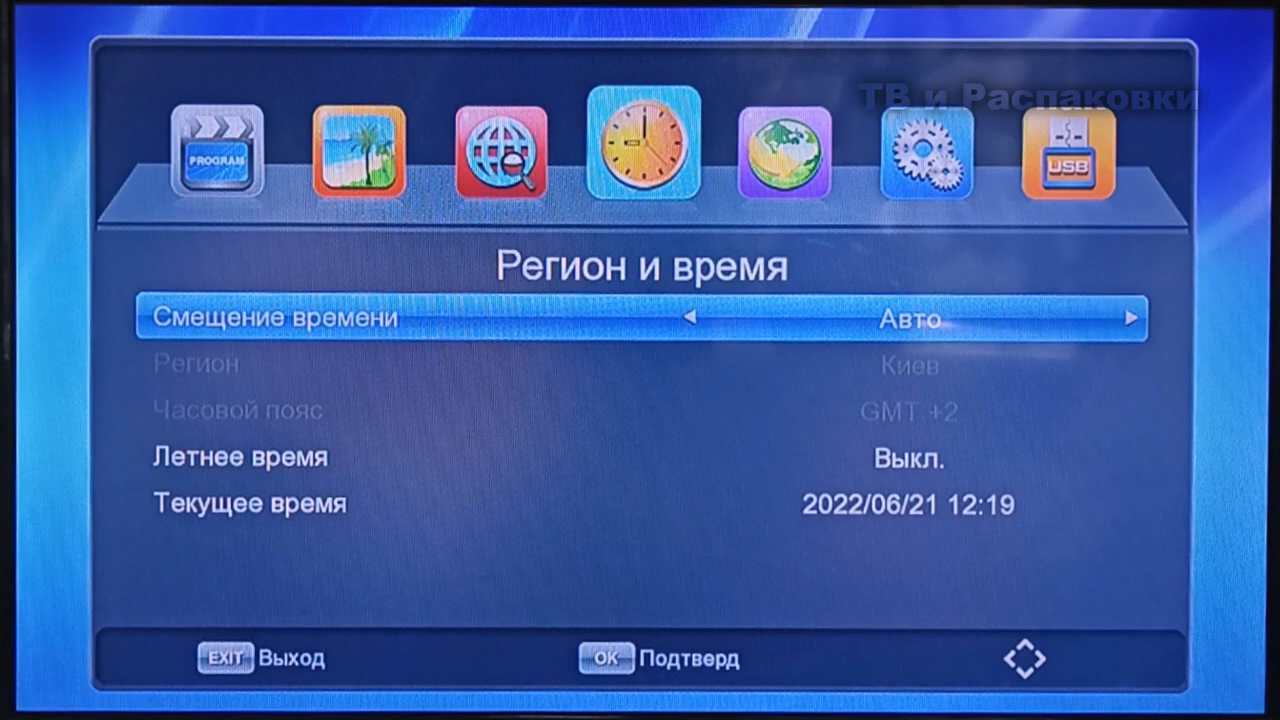 ТВ и Распаковки
PROGRAM
USB
Регион и время
Смещение времени Авто
Регион Киев
Часовой пояс GMT +2
Летнее время Выкл.
Текущее время 2022/06/21 12:19
EXIT Выход OK Подтверд